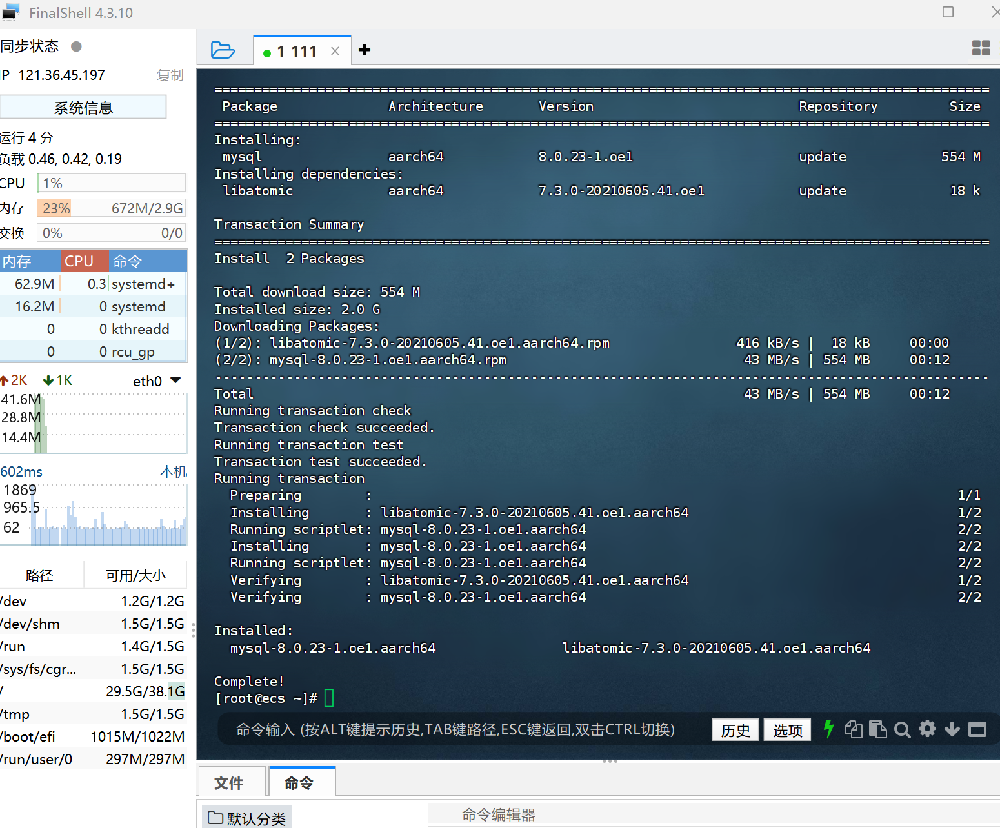 FinalShell 4.3.10
同步状态
IP 121.36.45.197 复制
系统信息
运行 4 分
负载 0.46, 0.42, 0.19
CPU 1%
内存 23% 672M/2.9G
交换 0% 0/0
内存 CPU 命令
62.9M 0.3 systemd+
16.2M 0 systemd
0 0 kthreadd
0 0 rcu_gp
2K 1K eth0
41.6M
28.8M
14.4M
602ms 本机
1869
965.5
62
路径 可用/大小
/dev 1.2G/1.2G
/dev/shm 1.5G/1.5G
/run 1.4G/1.5G
/sys/fs/cgr... 1.5G/1.5G
/ 29.5G/38.1G
/tmp 1.5G/1.5G
/boot/efi 1015M/1022M
/run/user/0 297M/297M
1 111
================================================================================
Package Architecture Version Repository Size
================================================================================
Installing:
mysql aarch64 8.0.23-1.oe1 update 554 M
Installing dependencies:
libatomic aarch64 7.3.0-20210605.41.oe1 update 18 k
Transaction Summary
================================================================================
Install 2 Packages
Total download size: 554 M
Installed size: 2.0 G
Downloading Packages:
(1/2): libatomic-7.3.0-20210605.41.oe1.aarch64.rpm 416 kB/s | 18 kB 00:00
(2/2): mysql-8.0.23-1.oe1.aarch64.rpm 43 MB/s | 554 MB 00:12
--------------------------------------------------------------------------------
Total 43 MB/s | 554 MB 00:12
Running transaction check
Transaction check succeeded.
Running transaction test
Transaction test succeeded.
Running transaction
Preparing : 1/1
Installing : libatomic-7.3.0-20210605.41.oe1.aarch64 1/2
Running scriptlet: mysql-8.0.23-1.oe1.aarch64 2/2
Installing : mysql-8.0.23-1.oe1.aarch64 2/2
Running scriptlet: mysql-8.0.23-1.oe1.aarch64 2/2
Verifying : libatomic-7.3.0-20210605.41.oe1.aarch64 1/2
Verifying : mysql-8.0.23-1.oe1.aarch64 2/2
Installed:
mysql-8.0.23-1.oe1.aarch64 libatomic-7.3.0-20210605.41.oe1.aarch64
Complete!
[root@ecs ~]#
命令输入 (按ALT键提示历史,TAB键路径,ESC键返回,双击CTRL切换) 历史 选项
文件 命令
默认分类 命令编辑器